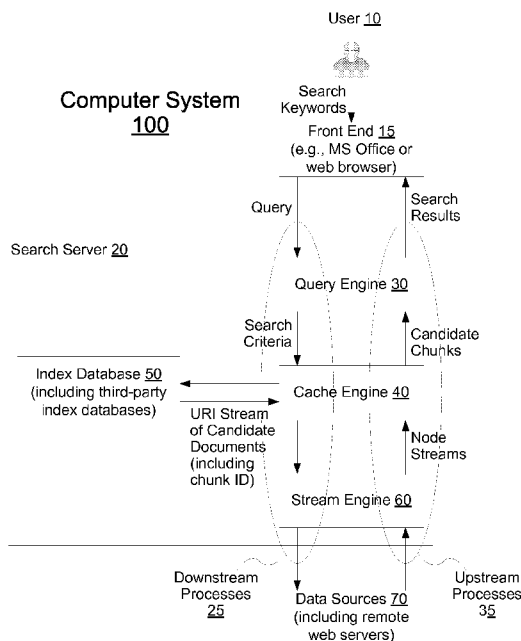 User 10
Search
Keywords
Computer System
100
Front End 15
(e.g., MS Office or
web browser)
Query
Search
Results
Search Server 20
Query Engine 30
Search
Criteria
Candidate
Chunks
Index Database 50
(including third-party
index databases)
Cache Engine 40
URI Stream
of Candidate
Documents
(including
chunk ID)
Node
Streams
Stream Engine 60
Downstream
Processes
25
Data Sources 70
(including remote
web servers)
Upstream
Processes
35